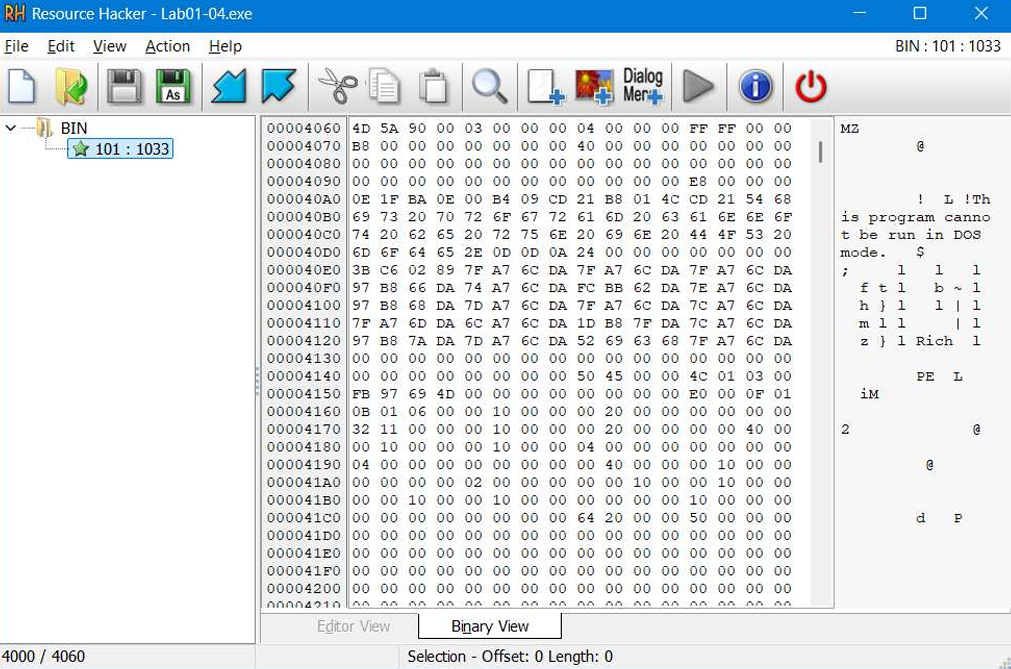 RH Resource Hacker - Lab01-04.exe
File Edit View Action Help BIN : 101 : 1033
As
Dialog
Menu
BIN
101 : 1033
00004060 4D 5A 90 00 03 00 00 00 04 00 00 00 FF FF 00 00 MZ
00004070 B8 00 00 00 00 00 00 00 40 00 00 00 00 00 00 00 @
00004080 00 00 00 00 00 00 00 00 00 00 00 00 00 00 00 00
00004090 00 00 00 00 00 00 00 00 00 00 00 00 E8 00 00 00
000040A0 0E 1F BA 0E 00 B4 09 CD 21 B8 01 4C CD 21 54 68 ! L !Th
000040B0 69 73 20 70 72 6F 67 72 61 6D 20 63 61 6E 6E 6F is program canno
000040C0 74 20 62 65 20 72 75 6E 20 69 6E 20 44 4F 53 20 t be run in DOS
000040D0 6D 6F 64 65 2E 0D 0D 0A 24 00 00 00 00 00 00 00 mode. $
000040E0 3B C6 02 89 7F A7 6C DA 7F A7 6C DA 7F A7 6C DA ; l l l
000040F0 97 B8 66 DA 74 A7 6C DA FC BB 62 DA 7E A7 6C DA f t l b ~ l
00004100 97 B8 68 DA 7D A7 6C DA 7F A7 6C DA 7C A7 6C DA h } l l | l
00004110 7F A7 6D DA 6C A7 6C DA 1D B8 7F DA 7C A7 6C DA m l l | l
00004120 97 B8 7A DA 7D A7 6C DA 52 69 63 68 7F A7 6C DA z } l Rich l
00004130 00 00 00 00 00 00 00 00 00 00 00 00 00 00 00 00
00004140 00 00 00 00 00 00 00 00 50 45 00 00 4C 01 03 00 PE L
00004150 FB 97 69 4D 00 00 00 00 00 00 00 00 E0 00 0F 01 iM
00004160 0B 01 06 00 00 10 00 00 00 20 00 00 00 00 00 00
00004170 32 11 00 00 00 10 00 00 00 20 00 00 00 00 40 00 2 @
00004180 00 10 00 00 00 10 00 00 04 00 00 00 00 00 00 00
00004190 04 00 00 00 00 00 00 00 00 40 00 00 00 10 00 00 @
000041A0 00 00 00 00 02 00 00 00 00 00 10 00 00 10 00 00
000041B0 00 00 10 00 00 10 00 00 00 00 00 00 10 00 00 00
000041C0 00 00 00 00 00 00 00 00 64 20 00 00 50 00 00 00 d P
000041D0 00 00 00 00 00 00 00 00 00 00 00 00 00 00 00 00
000041E0 00 00 00 00 00 00 00 00 00 00 00 00 00 00 00 00
000041F0 00 00 00 00 00 00 00 00 00 00 00 00 00 00 00 00
00004200 00 00 00 00 00 00 00 00 00 00 00 00 00 00 00 00
00004210 00 00 00 00 00 00 00 00 00 00 00 00 00 00 00 00
Editor View Binary View
4000 / 4060 Selection - Offset: 0 Length: 0